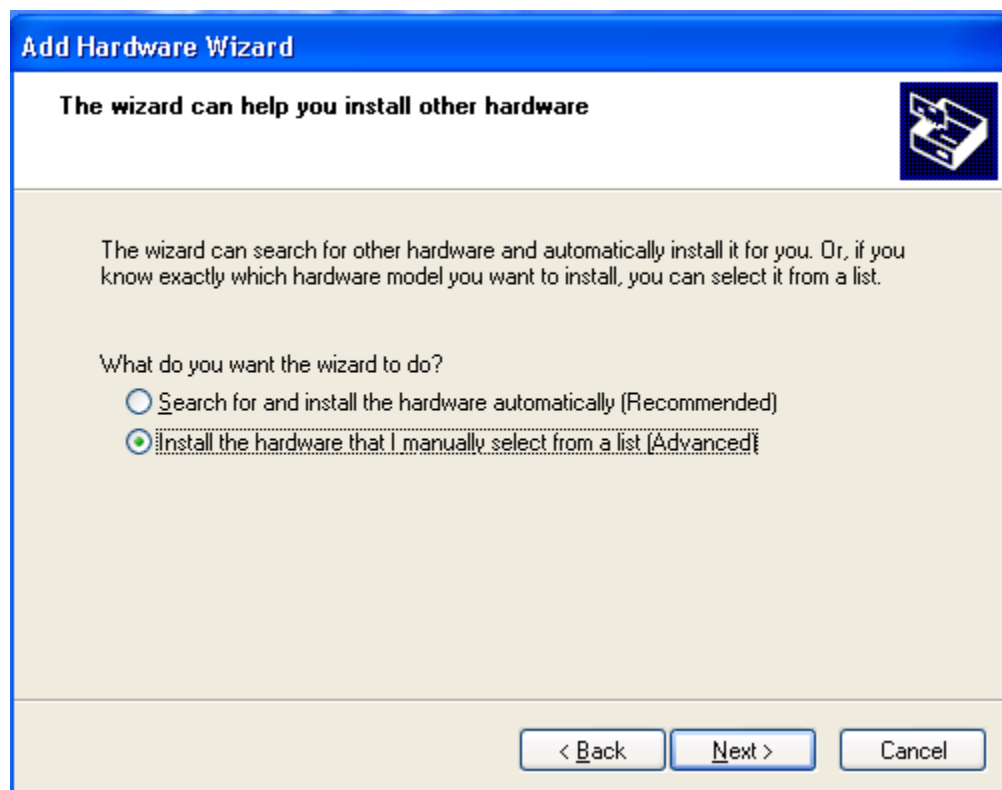 Add Hardware Wizard
The wizard can help you install other hardware
The wizard can search for other hardware and automatically install it for you. Or, if you
know exactly which hardware model you want to install, you can select it from a list.
What do you want the wizard to do?
Search for and install the hardware automatically (Recommended)
Install the hardware that I manually select from a list (Advanced)
< Back Next > Cancel